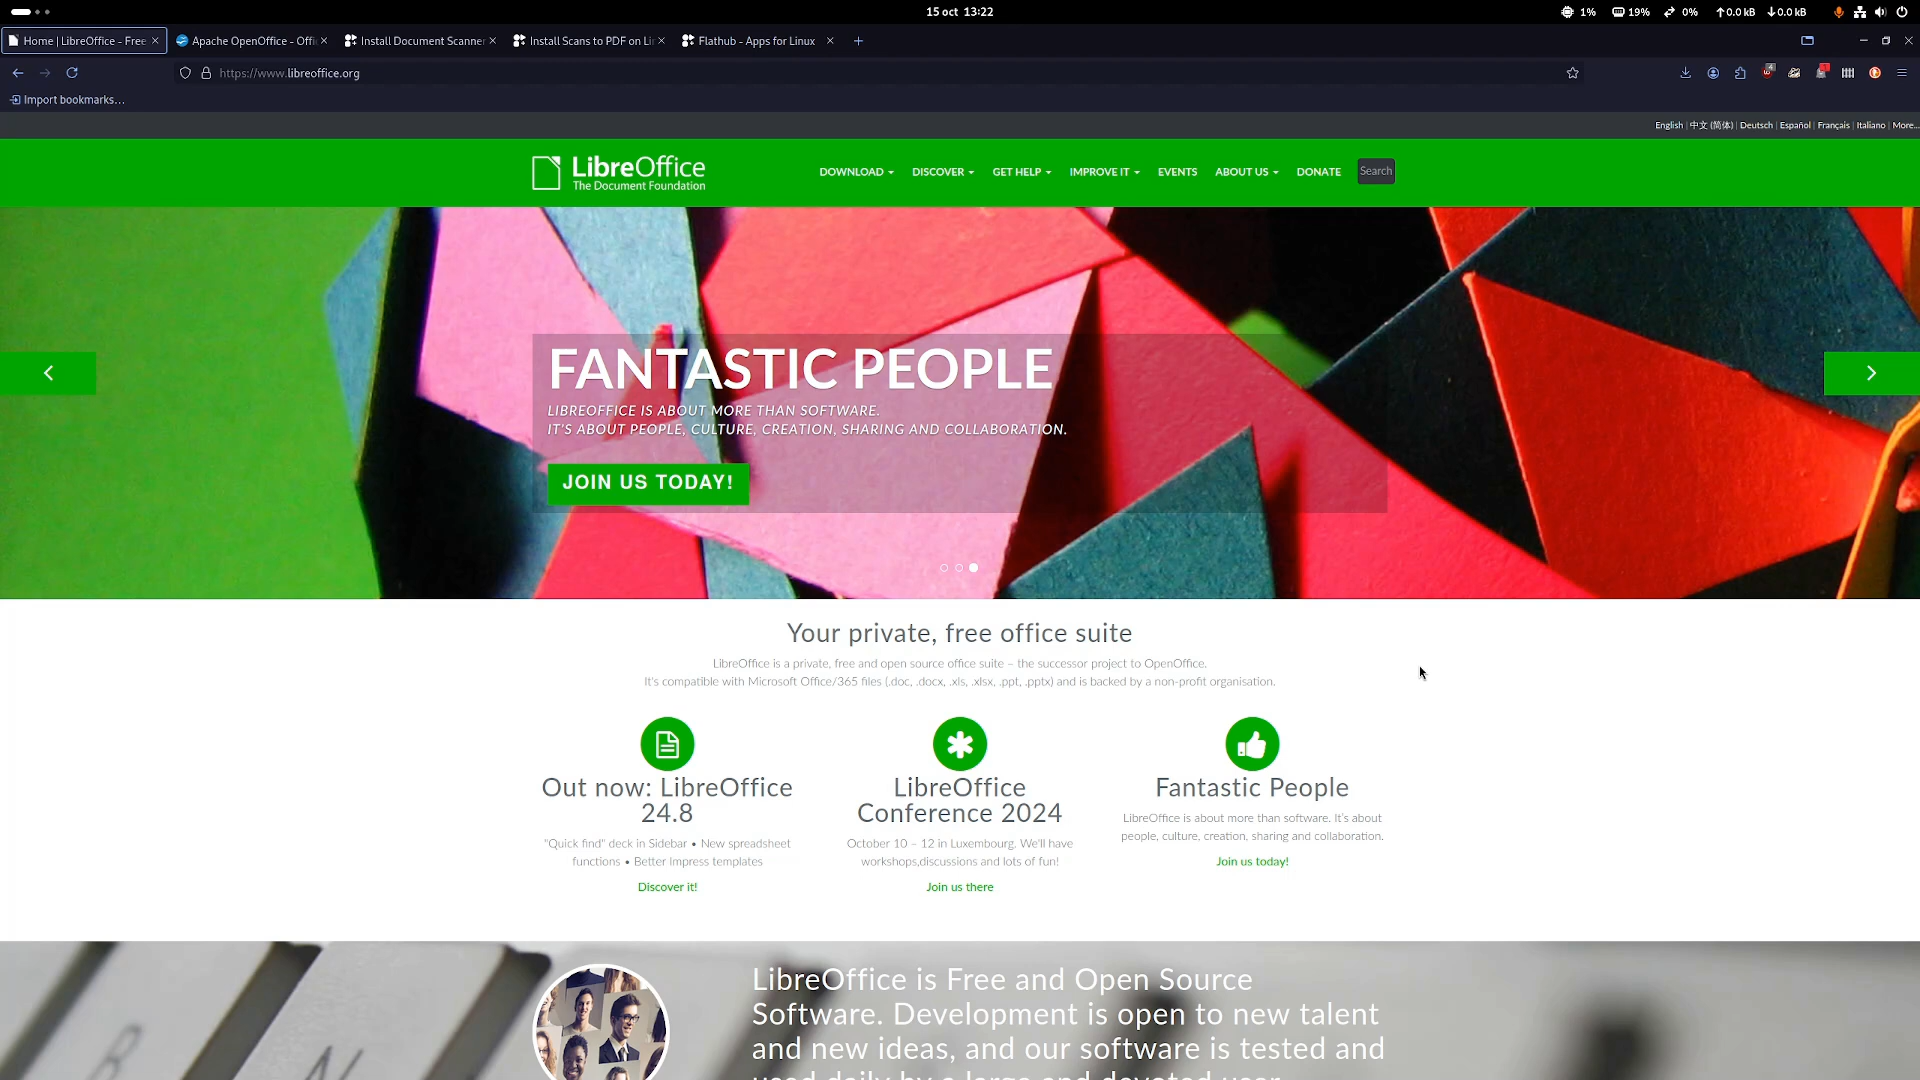 15 oct 13:22
1% 19% 0% 0.0 kB 0.0 kB
Home | LibreOffice - Free
Apache OpenOffice - Offi
Install Document Scanner
Install Scans to PDF on Li
Flathub - Apps for Linux
https://www.libreoffice.org
4
1
Import bookmarks...
English | 中文 (简体) | Deutsch | Español | Français | Italiano | More...
LibreOffice
The Document Foundation
DOWNLOAD DISCOVER GET HELP IMPROVE IT EVENTS ABOUT US DONATE Search
FANTASTIC PEOPLE
LIBREOFFICE IS ABOUT MORE THAN SOFTWARE.
IT'S ABOUT PEOPLE, CULTURE, CREATION, SHARING AND COLLABORATION.
JOIN US TODAY!
Your private, free office suite
LibreOffice is a private, free and open source office suite – the successor project to OpenOffice.
It's compatible with Microsoft Office/365 files (.doc, .docx, .xls, .xlsx, .ppt, .pptx) and is backed by a non-profit organisation.
Out now: LibreOffice
24.8
"Quick find" deck in Sidebar • New spreadsheet
functions • Better Impress templates
Discover it!
LibreOffice
Conference 2024
October 10 – 12 in Luxembourg. We'll have
workshops,discussions and lots of fun!
Join us there
Fantastic People
LibreOffice is about more than software. It's about
people, culture, creation, sharing and collaboration.
Join us today!
LibreOffice is Free and Open Source
Software. Development is open to new talent
and new ideas, and our software is tested and
used daily by a large and devoted user